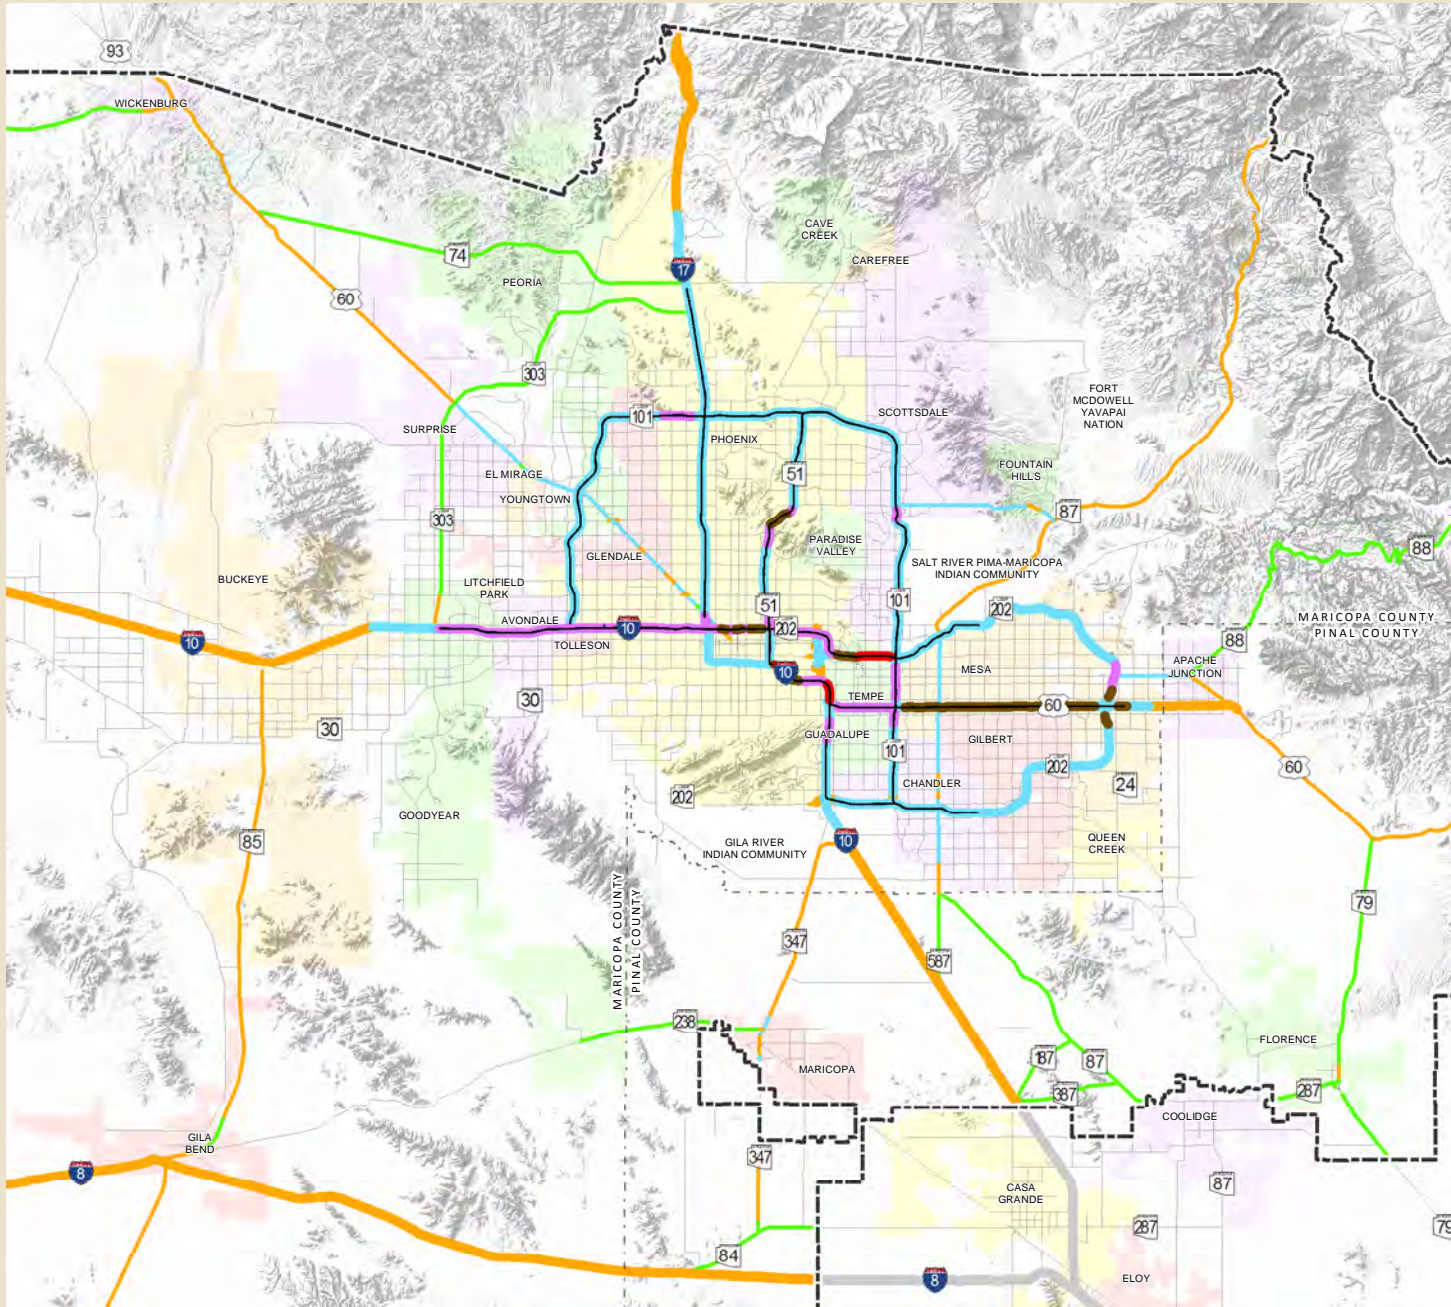 93
WICKENBURG
17
CAVE
CREEK
CAREFREE
74
PEORIA
60
303
FORT
MCDOWELL
YAVAPAI
NATION
101
SCOTTSDALE
SURPRISE
PHOENIX
EL MIRAGE
51
FOUNTAIN
HILLS
YOUNGTOWN
87
303
PARADISE
VALLEY
88
GLENDALE
SALT RIVER PIMA-MARICOPA
INDIAN COMMUNITY
BUCKEYE
LITCHFIELD
PARK
101
51
202
MARICOPA COUNTY
PINAL COUNTY
AVONDALE
10
202
88
10
TOLLESON
APACHE
JUNCTION
MESA
10
TEMPE
30
60
30
GUADALUPE
GILBERT
101
202
60
CHANDLER
24
202
GOODYEAR
10
85
GILA RIVER
INDIAN COMMUNITY
QUEEN
CREEK
79
MARICOPA COUNTY
PINAL COUNTY
347
587
238
FLORENCE
187
87
MARICOPA
387
287
COOLIDGE
GILA
BEND
347
8
87
CASA
GRANDE
287
79
84
8
ELOY